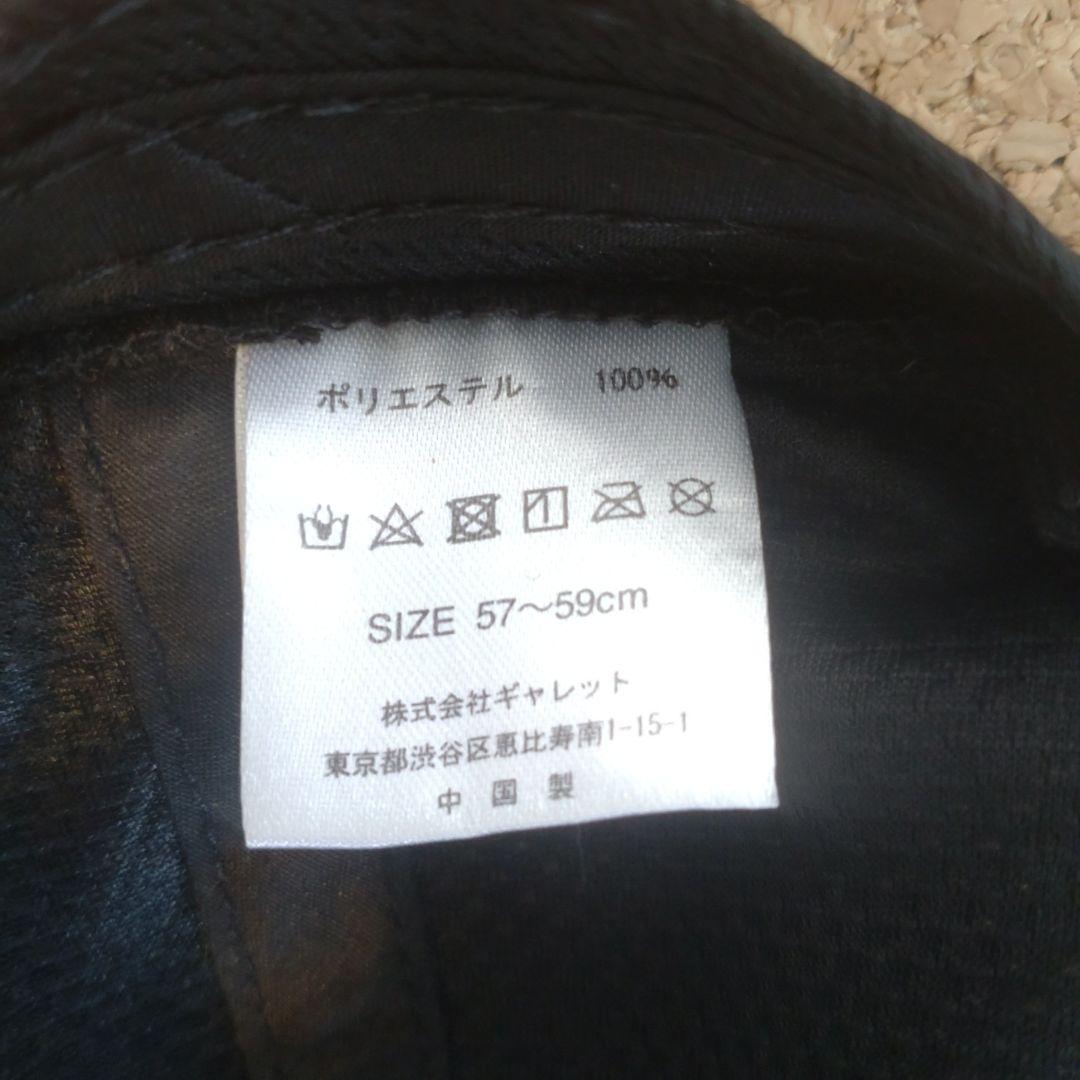 ポリエステル 100%
SIZE 57〜59cm
株式会社ギャレット
東京都渋谷区恵比寿南1-15-1
中国製